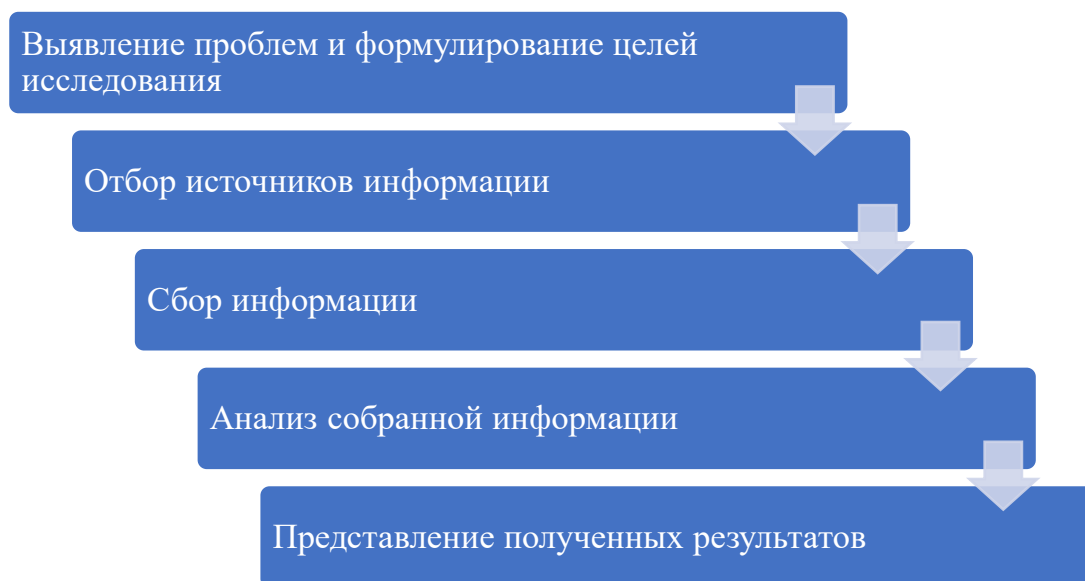 Выявление проблем и формулирование целей
исследования
Отбор источников информации
Сбор информации
Анализ собранной информации
Представление полученных результатов